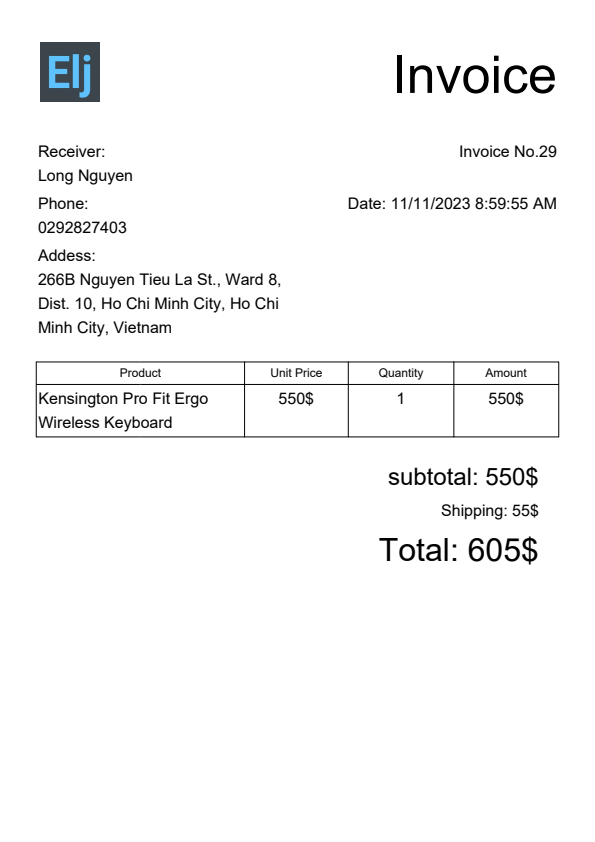 Elj
Invoice
Receiver:
Invoice No.29
Long Nguyen
Phone:
Date: 11/11/2023 8:59:55 AM
0292827403
Addess:
266B Nguyen Tieu La St., Ward 8,
Dist. 10, Ho Chi Minh City, Ho Chi
Minh City, Vietnam
Product Unit Price Quantity Amount
Kensington Pro Fit Ergo 550$ 1 550$
Wireless Keyboard
subtotal: 550$
Shipping: 55$
Total: 605$